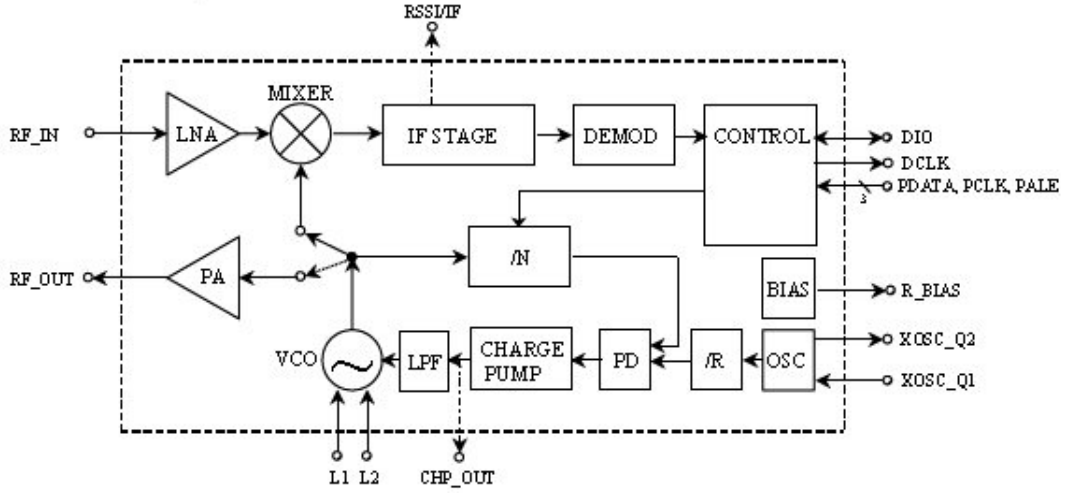 RSSI/IF
MIXER
RF_IN
LNA
IF STAGE
DEMOD
CONTROL
DIO
DCLK
PDATA, PCLK, PALE
3
/N
RF_OUT
PA
BIAS
R_BIAS
VCO
LPF
CHARGE
PUMP
PD
/R
OSC
XOSC_Q2
XOSC_Q1
L1 L2
CHP_OUT